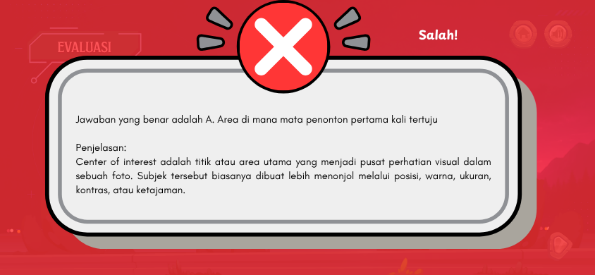 Salah!
EVALUASI
Jawaban yang benar adalah A. Area di mana mata penonton pertama kali tertuju
Penjelasan:
Center of interest adalah titik atau area utama yang menjadi pusat perhatian visual dalam
sebuah foto. Subjek tersebut biasanya dibuat lebih menonjol melalui posisi, warna, ukuran,
kontras, atau ketajaman.